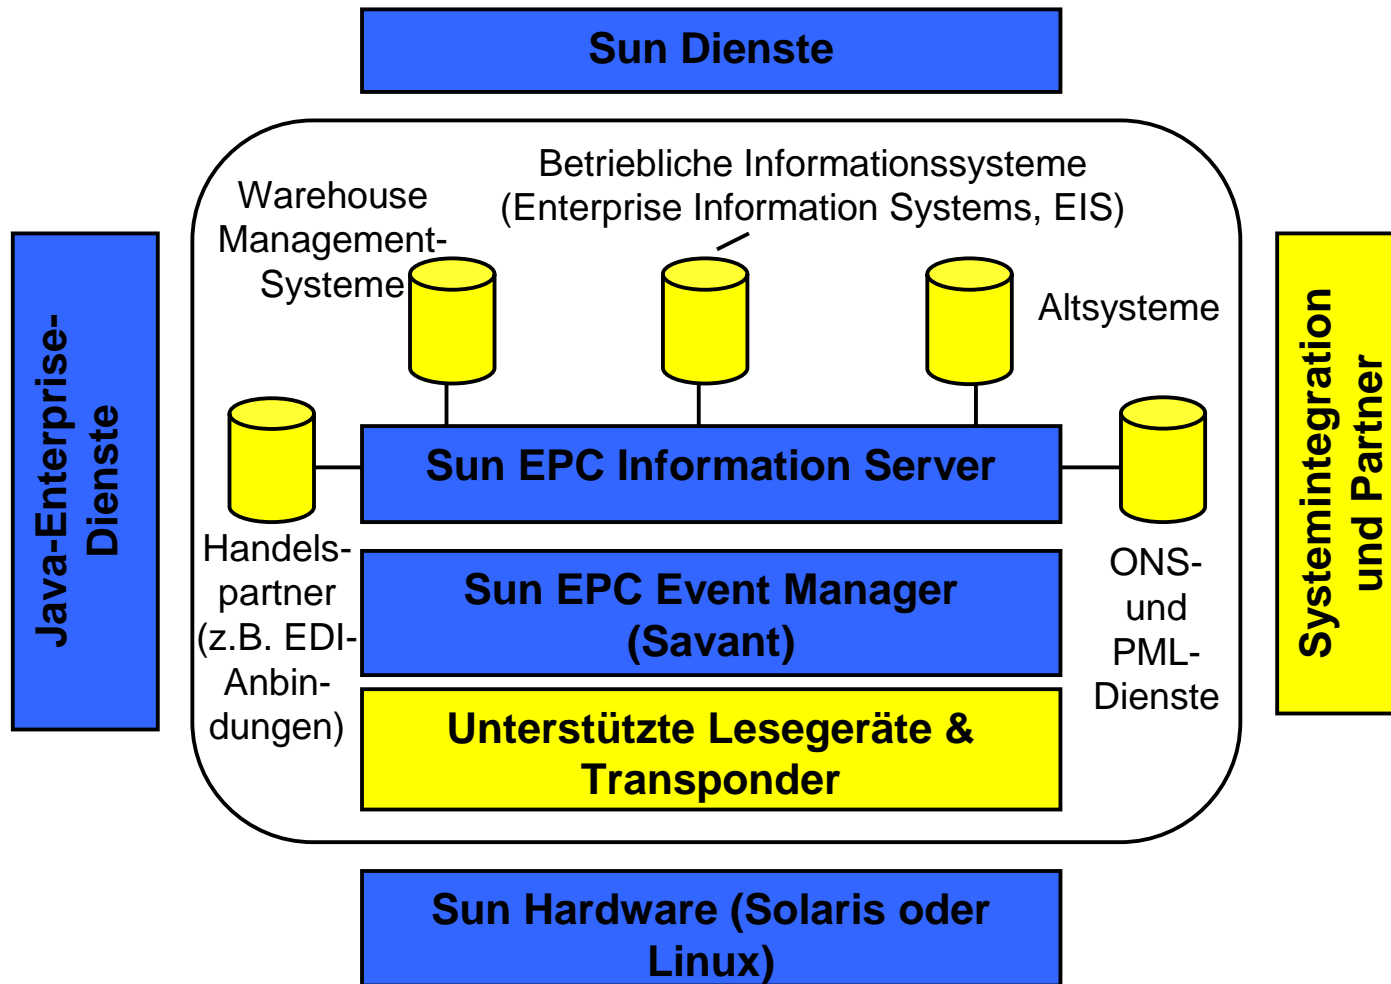 Sun Dienste
Betriebliche Informationssysteme
(Enterprise Information Systems, EIS)
Warehouse
Management-
Systeme
Altsysteme
Java-Enterprise-
Dienste
Systemintegration
und Partner
Sun EPC Information Server
Handels-
partner
(z.B. EDI-
Anbin-
dungen)
Sun EPC Event Manager
(Savant)
ONS-
und
PML-
Dienste
Unterstützte Lesegeräte &
Transponder
Sun Hardware (Solaris oder
Linux)